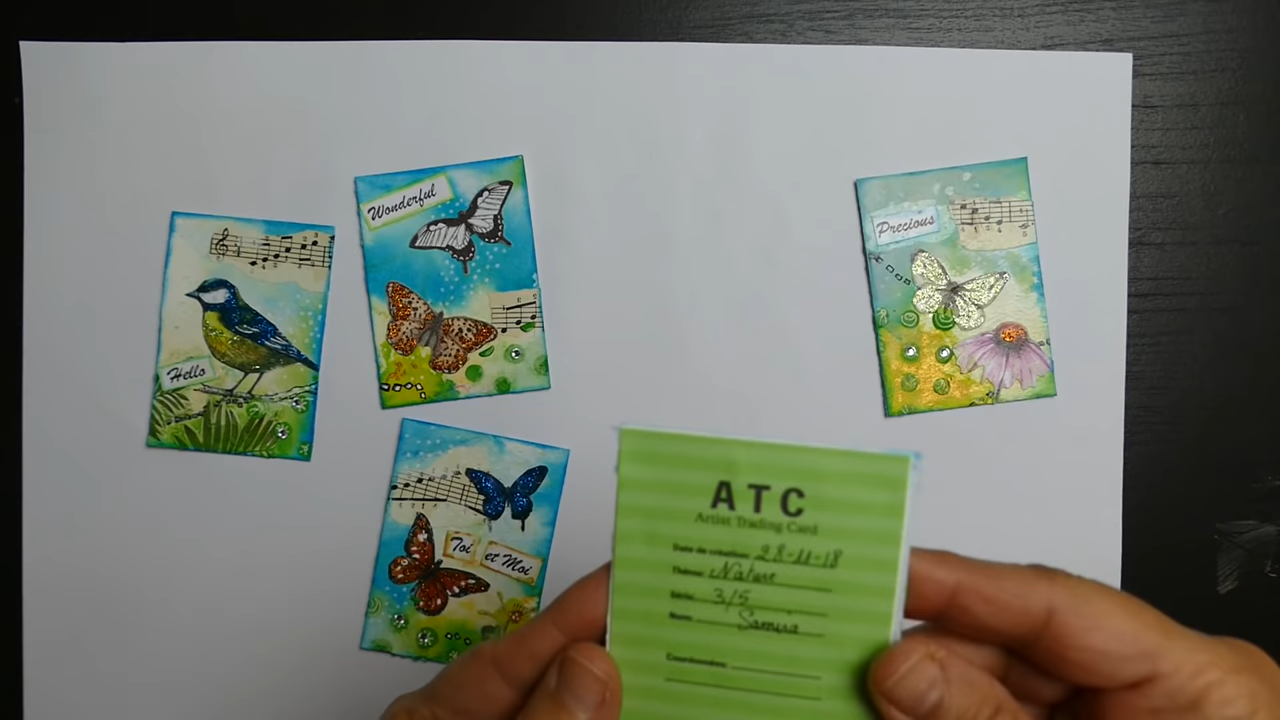 Hello
Wonderful
Toi
et Moi
Precious
ATC
Artist Trading Card
Date de création: 28-11-18
Thème: Nature
Série: 3/5
Nom: Samira
Coordonnées: